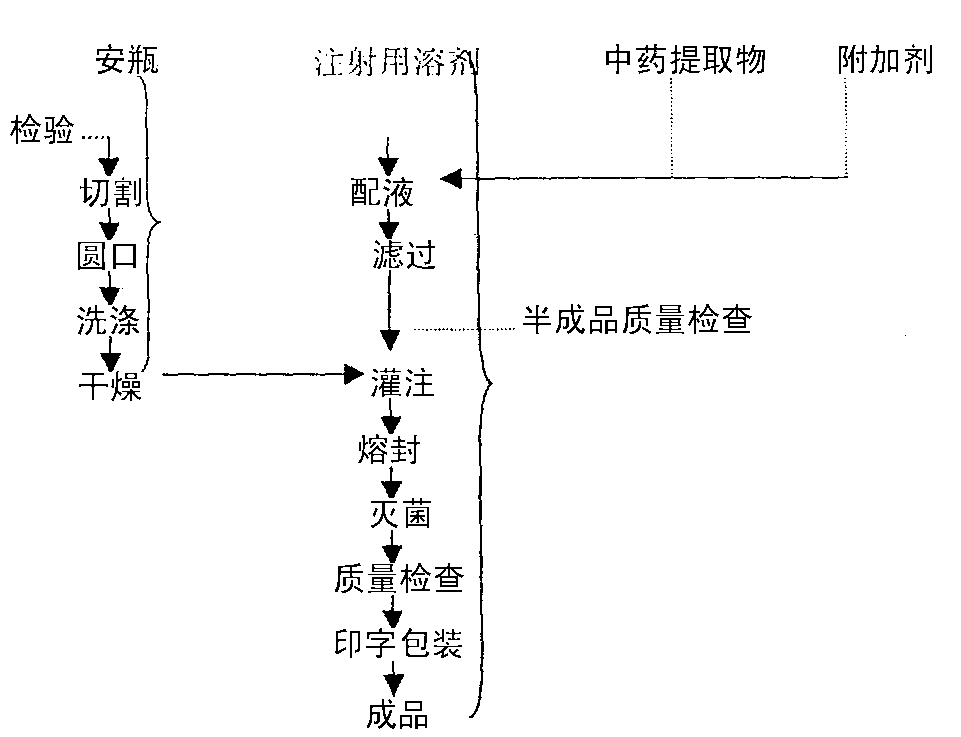 安瓶 注射用溶剂 中药提取物 附加剂
检验
切割 配液
圆口 滤过
洗涤 半成品质量检查
干燥 灌注
熔封
灭菌
质量检查
印字包装
成品